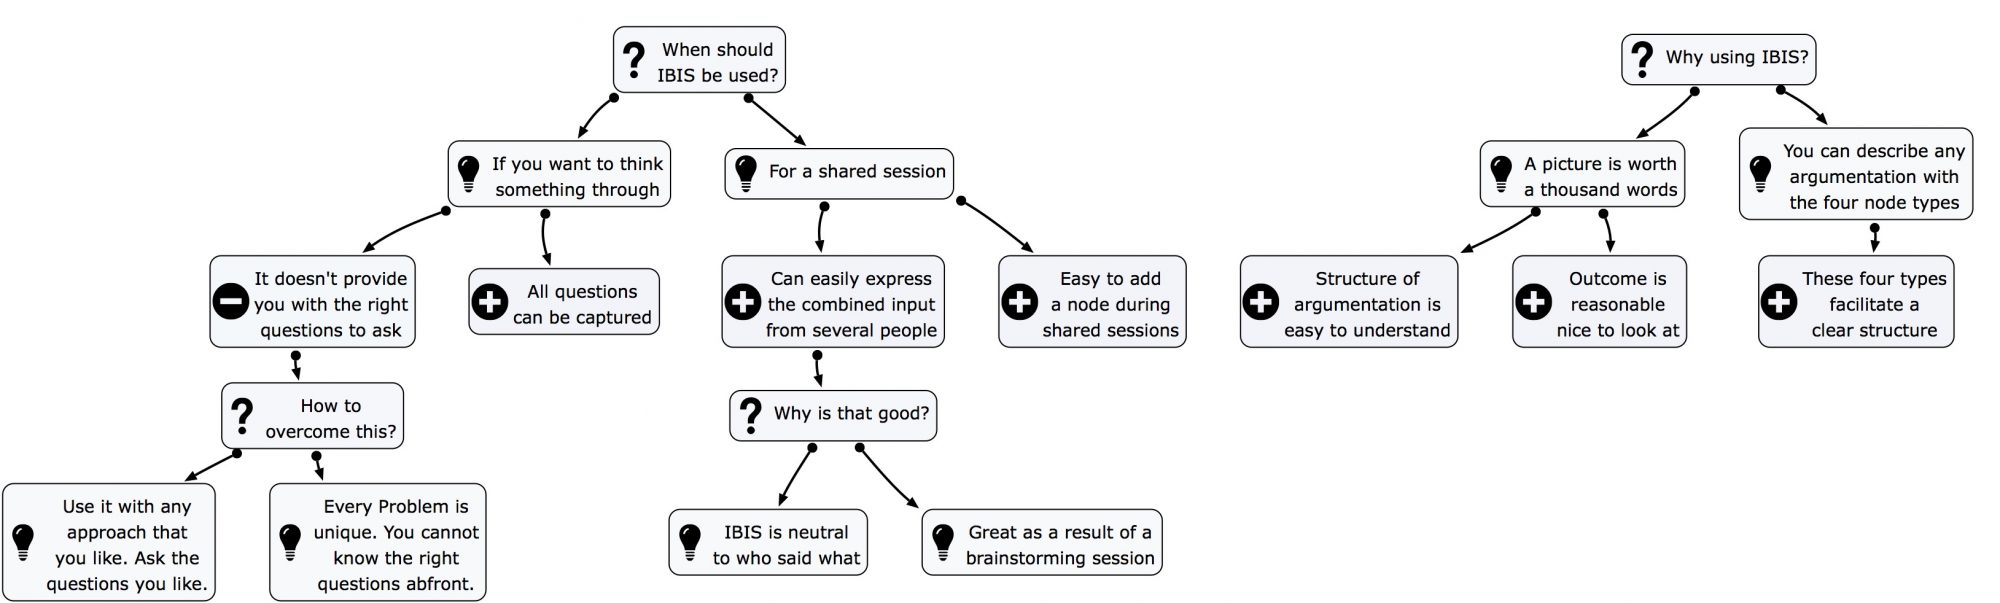 When should
IBIS be used?
Why using IBIS?
If you want to think
something through
For a shared session
A picture is worth
a thousand words
You can describe any
argumentation with
the four node types
It doesn't provide
you with the right
questions to ask
All questions
can be captured
Can easily express
the combined input
from several people
Easy to add
a node during
shared sessions
Structure of
argumentation is
easy to understand
Outcome is
reasonable
nice to look at
These four types
facilitate a
clear structure
How to
overcome this?
Why is that good?
Use it with any
approach that
you like. Ask the
questions you like.
Every Problem is
unique. You cannot
know the right
questions abfront.
IBIS is neutral
to who said what
Great as a result of a
brainstorming session